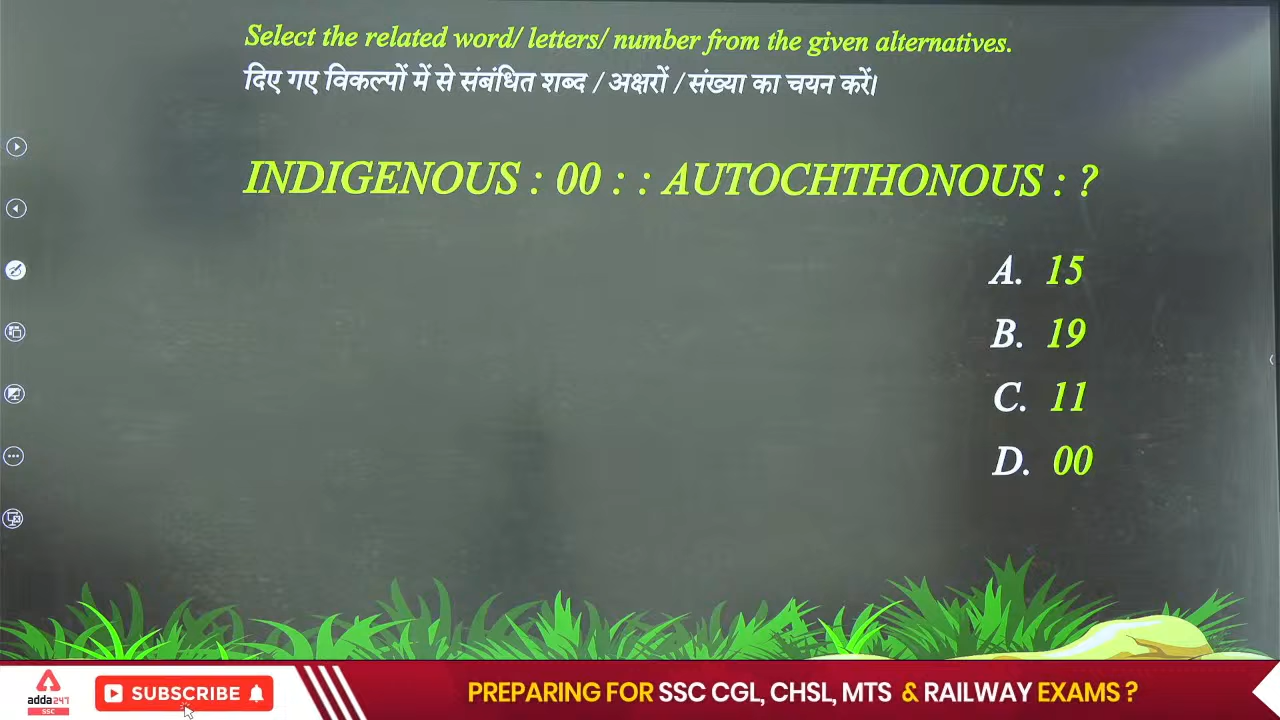 Select the related word/ letters/ number from the given alternatives.
दिए गए विकल्पों में से संबंधित शब्द / अक्षरों / संख्या का चयन करें।
INDIGENOUS : 00 : : AUTOCHTHONOUS : ?
A. 15
B. 19
C. 11
D. 00
adda247
SSC
SUBSCRIBE
PREPARING FOR SSC CGL, CHSL, MTS & RAILWAY EXAMS ?